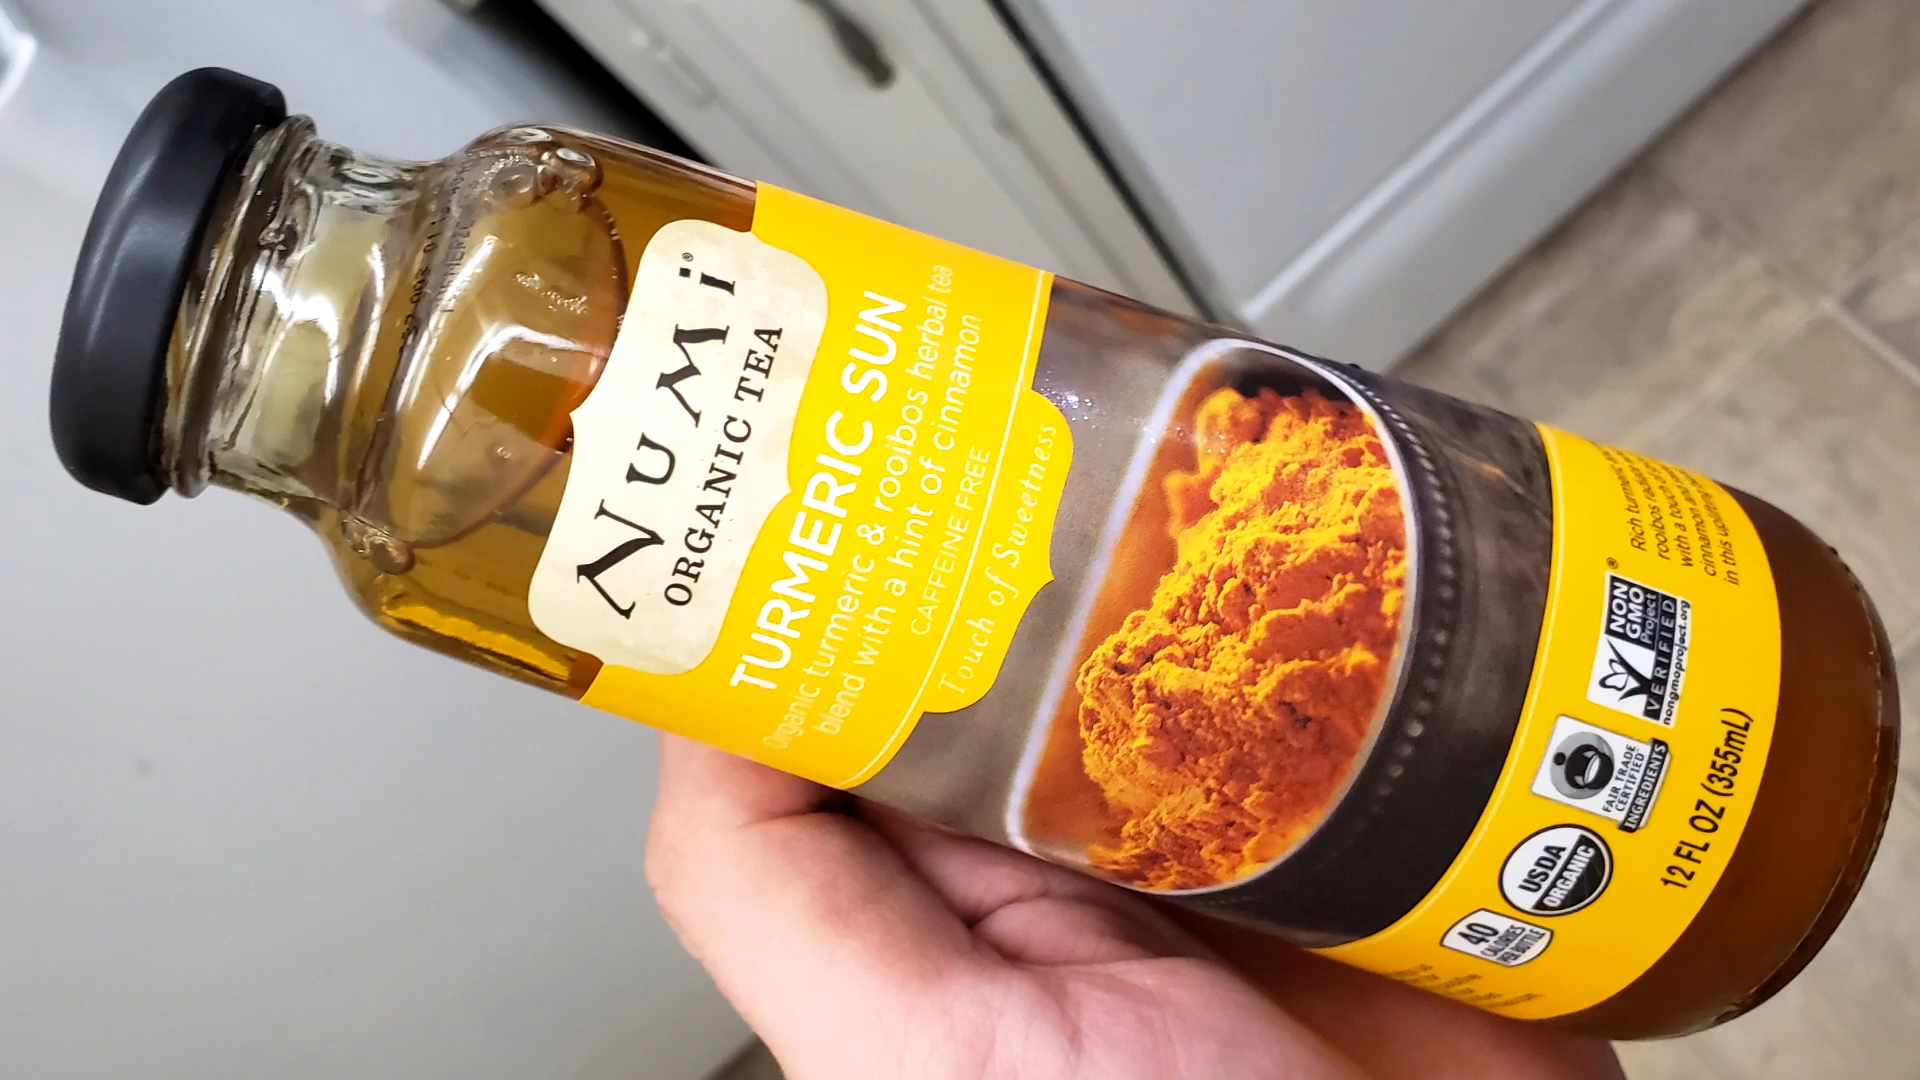 NUMi®
ORGANIC TEA
TURMERIC SUN
Organic turmeric & rooibos herbal tea
blend with a hint of cinnamon
CAFFEINE FREE
Touch of Sweetness
40
CALORIES
PER BOTTLE
USDA
ORGANIC
FAIR TRADE
CERTIFIED
INGREDIENTS
NON
GMO
Project
VERIFIED
nongmoproject.org
®
12 FL OZ (355mL)
Rich turmeric
rooibos
with a touch
cinnamon
in this